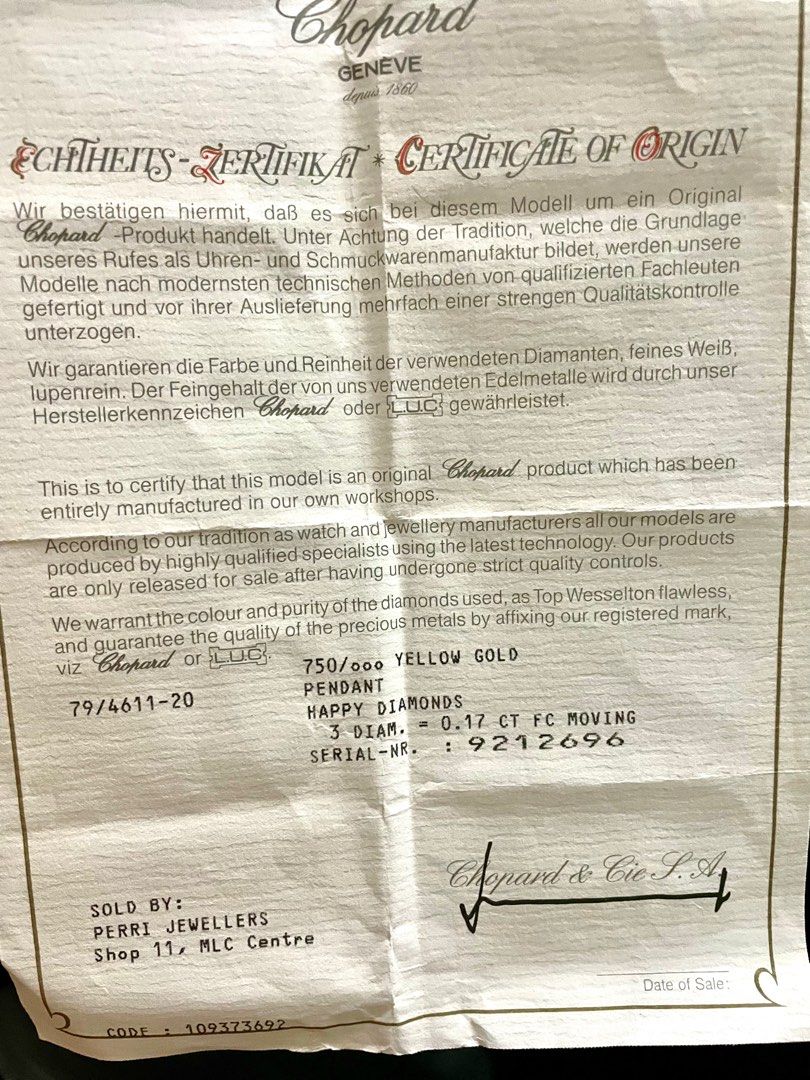 Chopard
GENÈVE
depuis 1860
ECHTHEITS-ZERTIFIKAT * CERTIFICATE OF ORIGIN
Wir bestätigen hiermit, daß es sich bei diesem Modell um ein Original
Chopard -Produkt handelt. Unter Achtung der Tradition, welche die Grundlage
unseres Rufes als Uhren- und Schmuckwarenmanufaktur bildet, werden unsere
Modelle nach modernsten technischen Methoden von qualifizierten Fachleuten
gefertigt und vor ihrer Auslieferung mehrfach einer strengen Qualitätskontrolle
unterzogen.
Wir garantieren die Farbe und Reinheit der verwendeten Diamanten, feines Weiß,
lupenrein. Der Feingehalt der von uns verwendeten Edelmetalle wird durch unser
Herstellerkennzeichen Chopard oder L.U.C gewährleistet.
This is to certify that this model is an original Chopard product which has been
entirely manufactured in our own workshops.
According to our tradition as watch and jewellery manufacturers all our models are
produced by highly qualified specialists using the latest technology. Our products
are only released for sale after having undergone strict quality controls.
We warrant the colour and purity of the diamonds used, as Top Wesselton flawless,
and guarantee the quality of the precious metals by affixing our registered mark,
viz Chopard or L.U.C.
750/ooo YELLOW GOLD
79/4611-20 PENDANT
HAPPY DIAMONDS
3 DIAM. = 0.17 CT FC MOVING
SERIAL-NR. : 9212696
Chopard & Cie S.A.
SOLD BY:
PERRI JEWELLERS
Shop 11, MLC Centre
Date of Sale:
CODE : 109373692